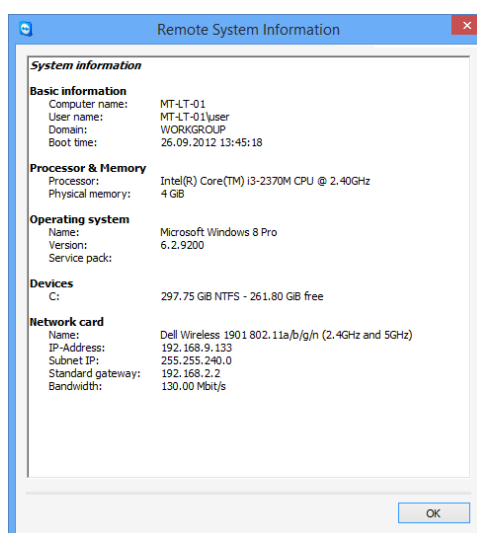 Remote System Information
System information
Basic information
Computer name: MT-LT-01
User name: MT-LT-01\user
Domain: WORKGROUP
Boot time: 26.09.2012 13:45:18
Processor & Memory
Processor: Intel(R) Core(TM) i3-2370M CPU @ 2.40GHz
Physical memory: 4 GiB
Operating system
Name: Microsoft Windows 8 Pro
Version: 6.2.9200
Service pack:
Devices
C: 297.75 GiB NTFS - 261.80 GiB free
Network card
Name: Dell Wireless 1901 802.11a/b/g/n (2.4GHz and 5GHz)
IP-Address: 192.168.9.133
Subnet IP: 255.255.240.0
Standard gateway: 192.168.2.2
Bandwidth: 130.00 Mbit/s
OK